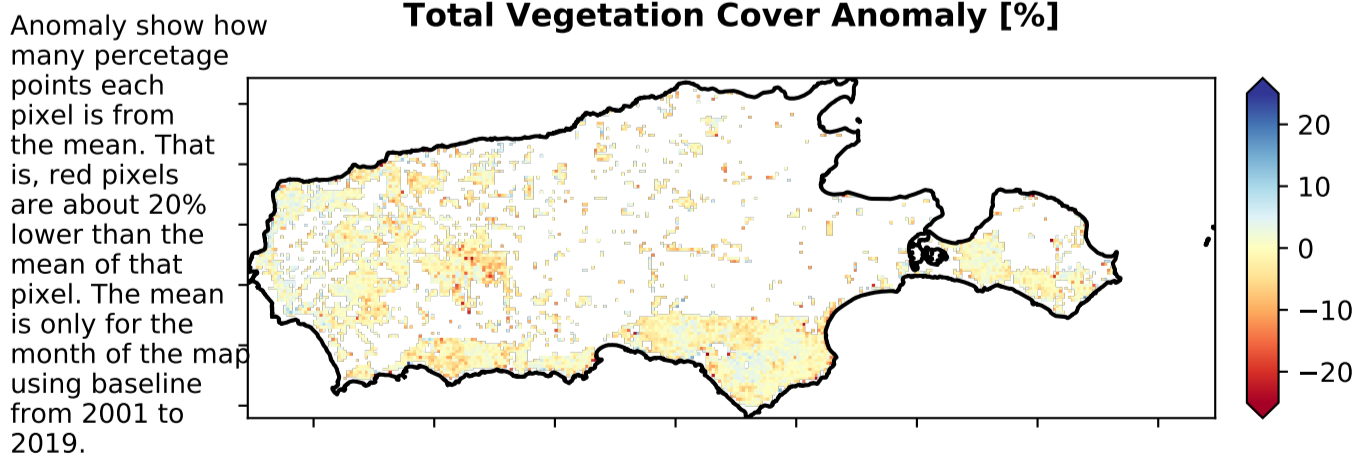 Total Vegetation Cover Anomaly [%]
Anomaly show how
many percetage
points each
pixel is from
the mean. That
is, red pixels
are about 20%
lower than the
mean of that
pixel. The mean
is only for the
month of the map
using baseline
from 2001 to
2019.
20
10
0
−10
−20